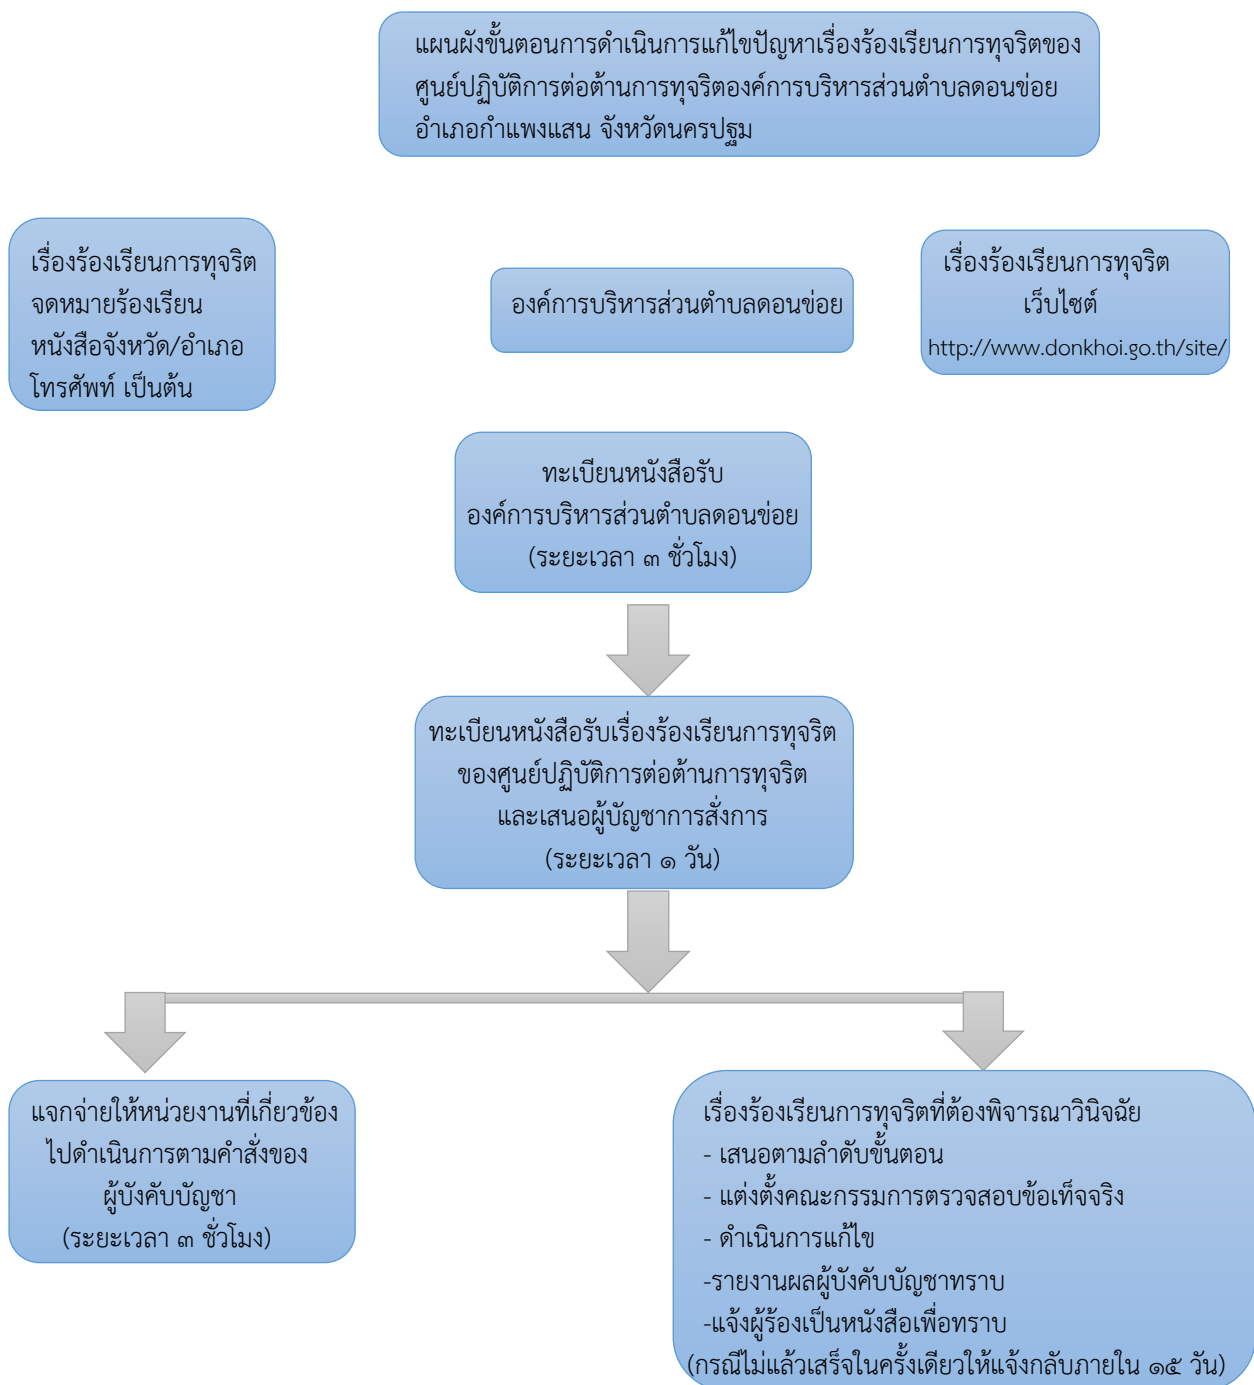 แผนผังขั้นตอนการดำเนินการแก้ไขปัญหาเรื่องร้องเรียนการทุจริตของ
ศูนย์ปฏิบัติการต่อต้านการทุจริตองค์การบริหารส่วนตำบลดอนข่อย
อำเภอกำแพงแสน จังหวัดนครปฐม
เรื่องร้องเรียนการทุจริต
จดหมายร้องเรียน
หนังสือจังหวัด/อำเภอ
โทรศัพท์ เป็นต้น
องค์การบริหารส่วนตำบลดอนข่อย
เรื่องร้องเรียนการทุจริต
เว็บไซต์
http://www.donkhoi.go.th/site/
ทะเบียนหนังสือรับ
องค์การบริหารส่วนตำบลดอนข่อย
(ระยะเวลา ๓ ชั่วโมง)
ทะเบียนหนังสือรับเรื่องร้องเรียนการทุจริต
ของศูนย์ปฏิบัติการต่อต้านการทุจริต
และเสนอผู้บัญชาการสั่งการ
(ระยะเวลา ๑ วัน)
แจกจ่ายให้หน่วยงานที่เกี่ยวข้อง
ไปดำเนินการตามคำสั่งของ
ผู้บังคับบัญชา
(ระยะเวลา ๓ ชั่วโมง)
เรื่องร้องเรียนการทุจริตที่ต้องพิจารณาวินิจฉัย
- เสนอตามลำดับขั้นตอน
- แต่งตั้งคณะกรรมการตรวจสอบข้อเท็จจริง
- ดำเนินการแก้ไข
-รายงานผลผู้บังคับบัญชาทราบ
-แจ้งผู้ร้องเป็นหนังสือเพื่อทราบ
(กรณีไม่แล้วเสร็จในครั้งเดียวให้แจ้งกลับภายใน ๑๕ วัน)